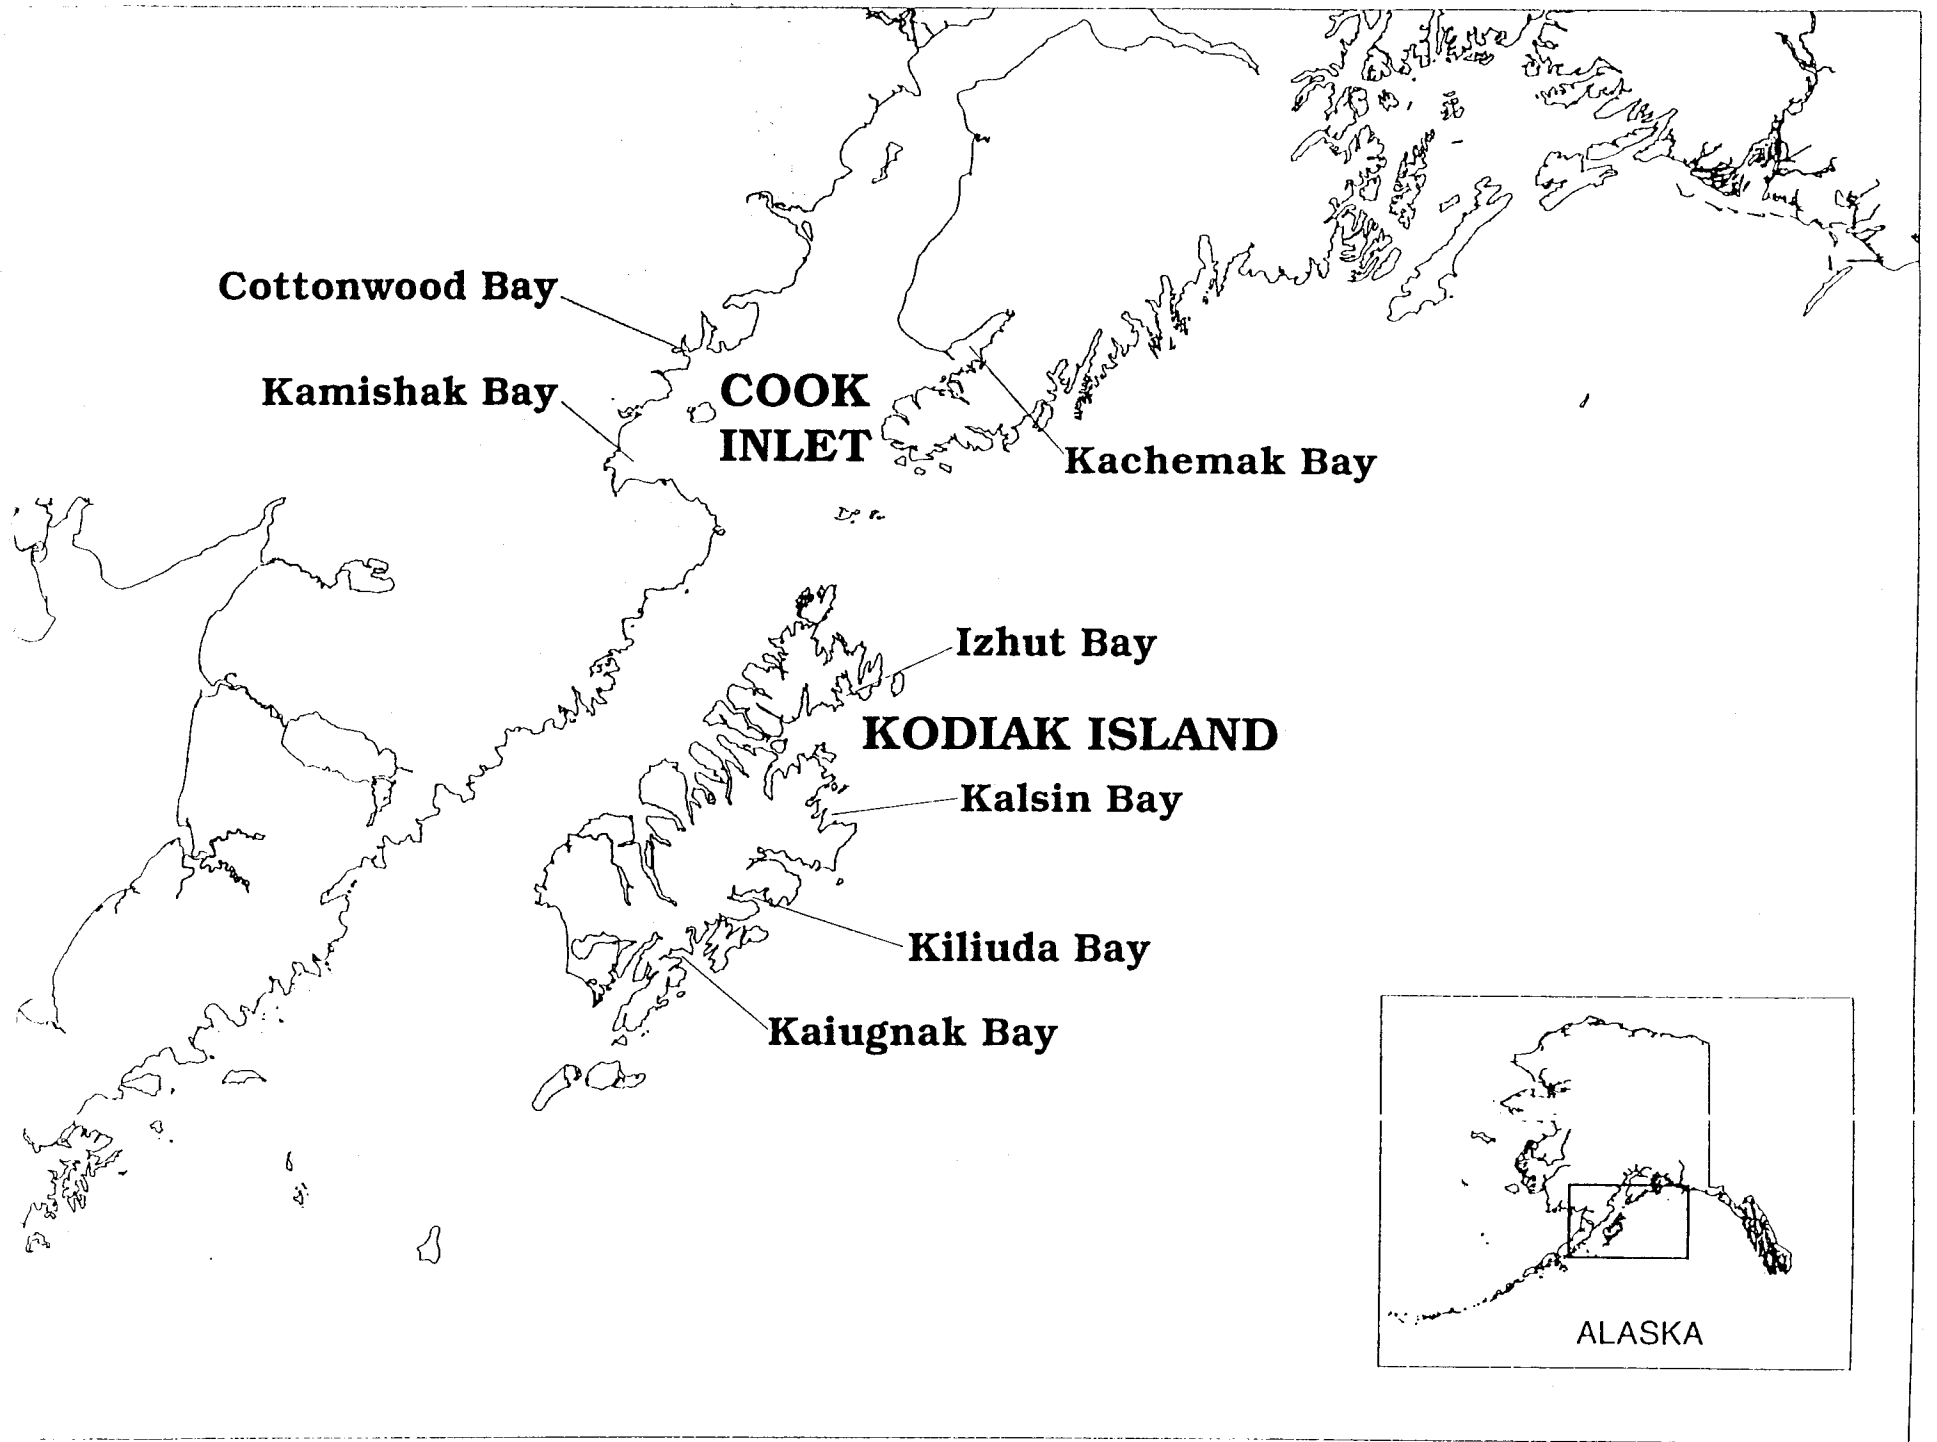 Cottonwood Bay
Kamishak Bay
COOK
INLET
Kachemak Bay
Izhut Bay
KODIAK ISLAND
Kalsin Bay
Kiliuda Bay
Kaiugnak Bay
ALASKA